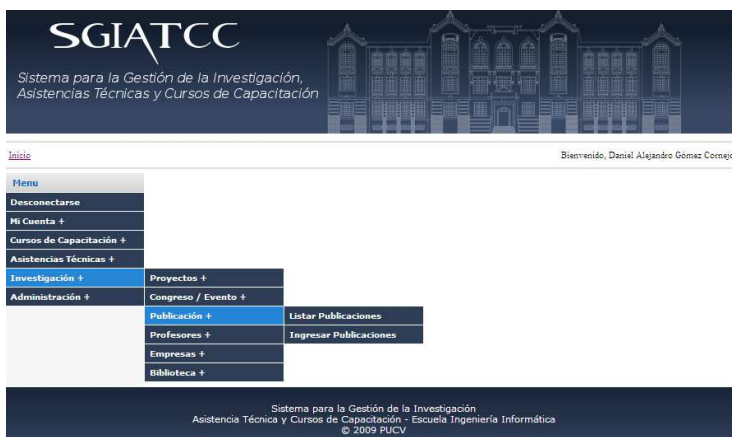 SGIATCC
Sistema para la Gestión de la Investigación,
Asistencias Técnicas y Cursos de Capacitación
Inicio
Bienvenido, Daniel Alejandro Gómez Cornejo
Menu
Desconectarse
Mi Cuenta +
Cursos de Capacitación +
Asistencias Técnicas +
Investigación +
Administración +
Proyectos +
Congreso / Evento +
Publicación +
Profesores +
Empresas +
Biblioteca +
Listar Publicaciones
Ingresar Publicaciones
Sistema para la Gestión de la Investigación
Asistencia Técnica y Cursos de Capacitación - Escuela Ingeniería Informática
© 2009 PUCV